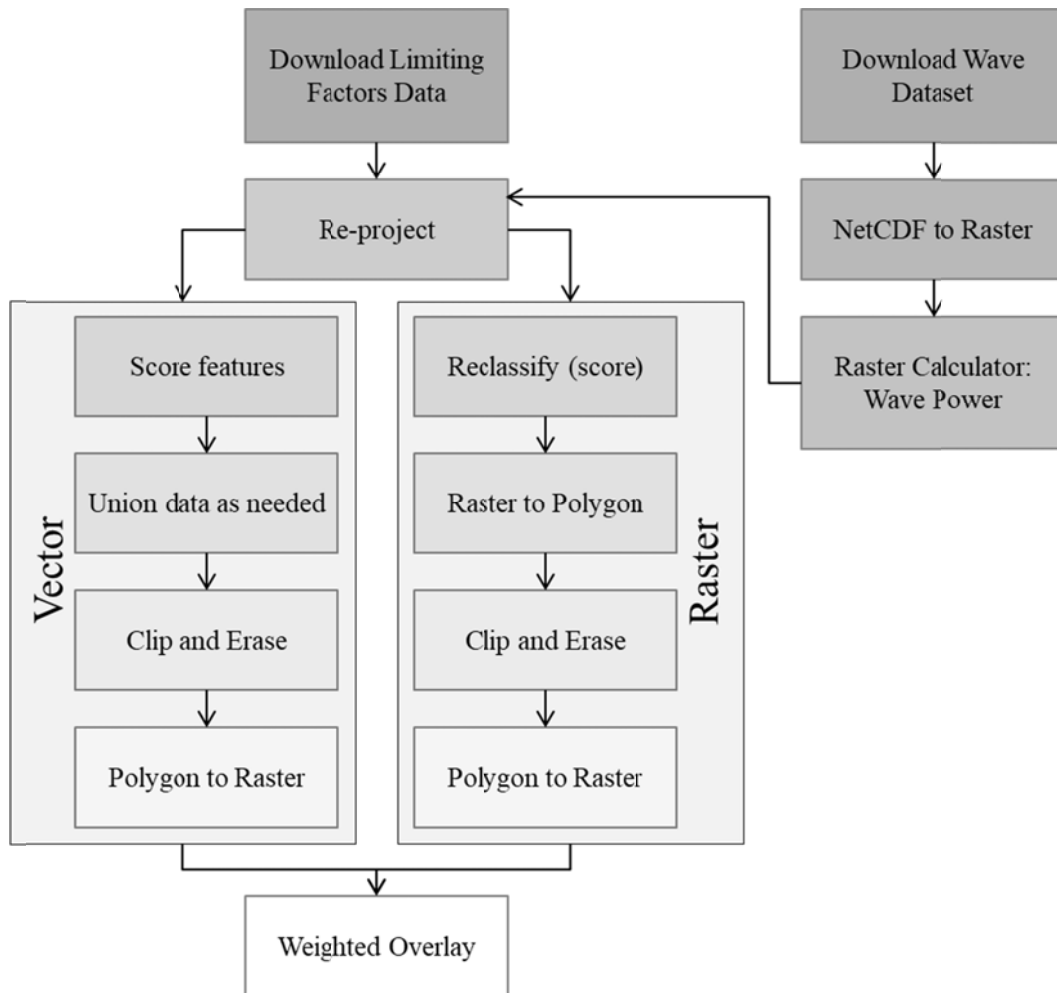 Download Limiting
Factors Data
Download Wave
Dataset
Re-project
NetCDF to Raster
Raster Calculator:
Wave Power
Vector
Score features
Union data as needed
Clip and Erase
Polygon to Raster
Reclassify (score)
Raster to Polygon
Clip and Erase
Polygon to Raster
Raster
Weighted Overlay